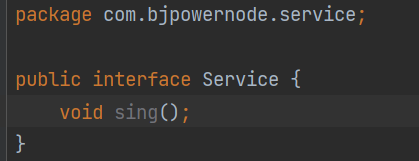 package com.bjpowernode.service;
public interface Service {
void sing();
}